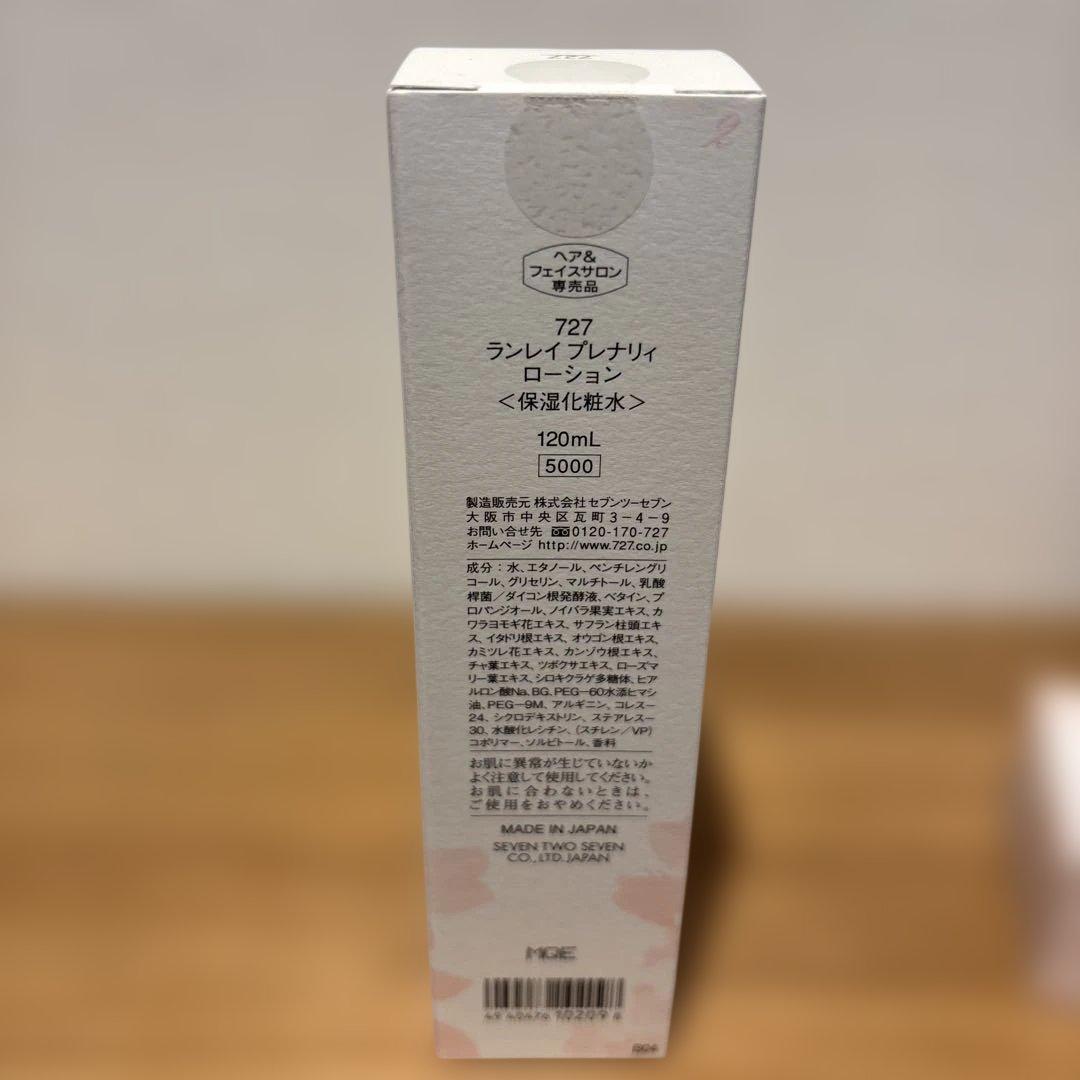 727
ヘア&
フェイスサロン
専売品
727
ランレイ プレナリィ
ローション
<保湿化粧水>
120mL
5000
製造販売元 株式会社セブンツーセブン
大阪市中央区瓦町3-4-9
お問い合せ先 0120-170-727
ホームページ http://www.727.co.jp
成分:水、エタノール、ペンチレングリ
コール、グリセリン、マルチトール、乳酸
桿菌/ダイコン根発酵液、ベタイン、プ
ロパンジオール、ノイバラ果実エキス、カ
ワラヨモギ花エキス、サフラン柱頭エキ
ス、イタドリ根エキス、オウゴン根エキス、
カミツレ花エキス、カンゾウ根エキス、
チャ葉エキス、ツボクサエキス、ローズマ
リー葉エキス、シロキクラゲ多糖体、ヒア
ルロン酸Na、BG、PEG-60水添ヒマシ
油、PEG-9M、アルギニン、コレス-
24、シクロデキストリン、ステアレス-
30、水酸化レシチン、(スチレン/VP)
コポリマー、ソルビトール、香料
お肌に異常が生じていないか
よく注意して使用してください。
お肌に合わないときは、
ご使用をおやめください。
MADE IN JAPAN
SEVEN TWO SEVEN
CO., LTD. JAPAN
MQE